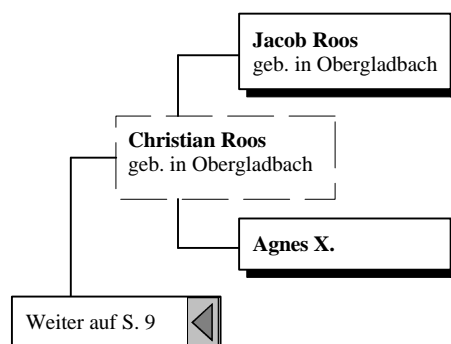 Jacob Roos
geb. in Obergladbach
Christian Roos
geb. in Obergladbach
Agnes X.
Weiter auf S. 9